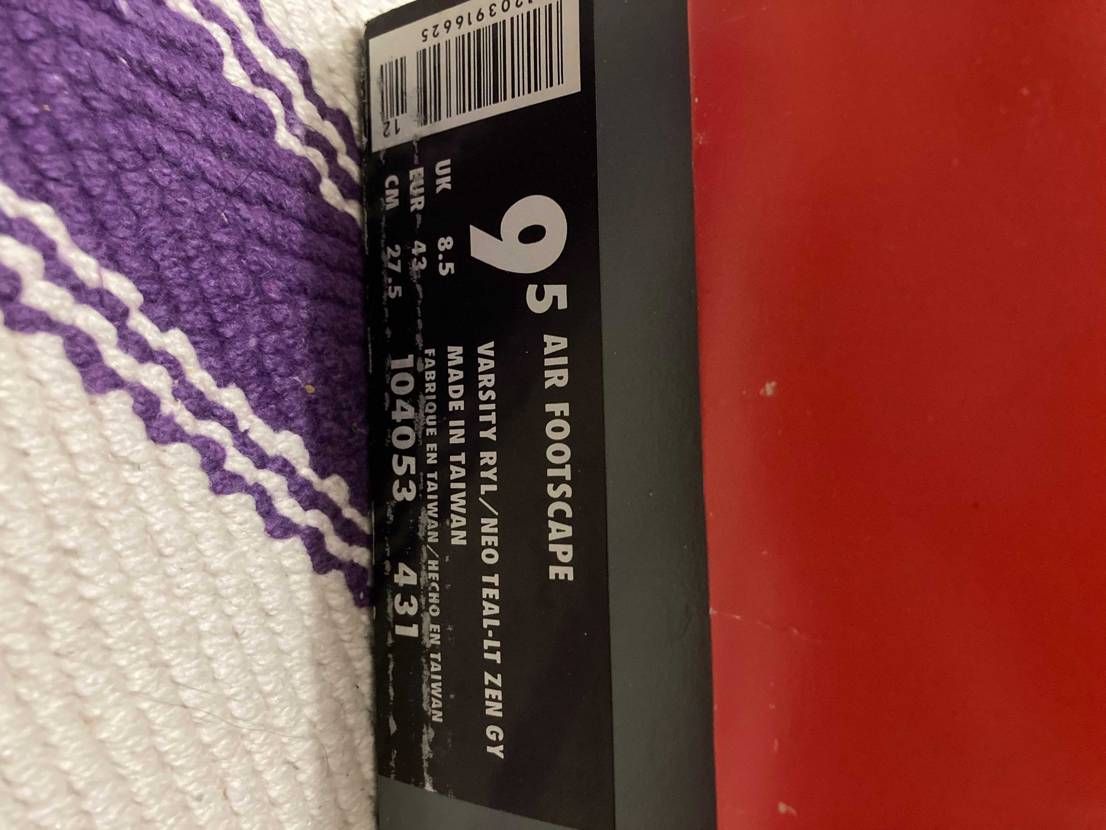 9 5 AIR FOOTSCAPE
VARSITY RYL/NEO TEAL-LT ZEN GY
UK 8.5 MADE IN TAIWAN
EUR 43 FABRIQUE EN TAIWAN/HECHO EN TAIWAN
CM 27.5 104053 431
12